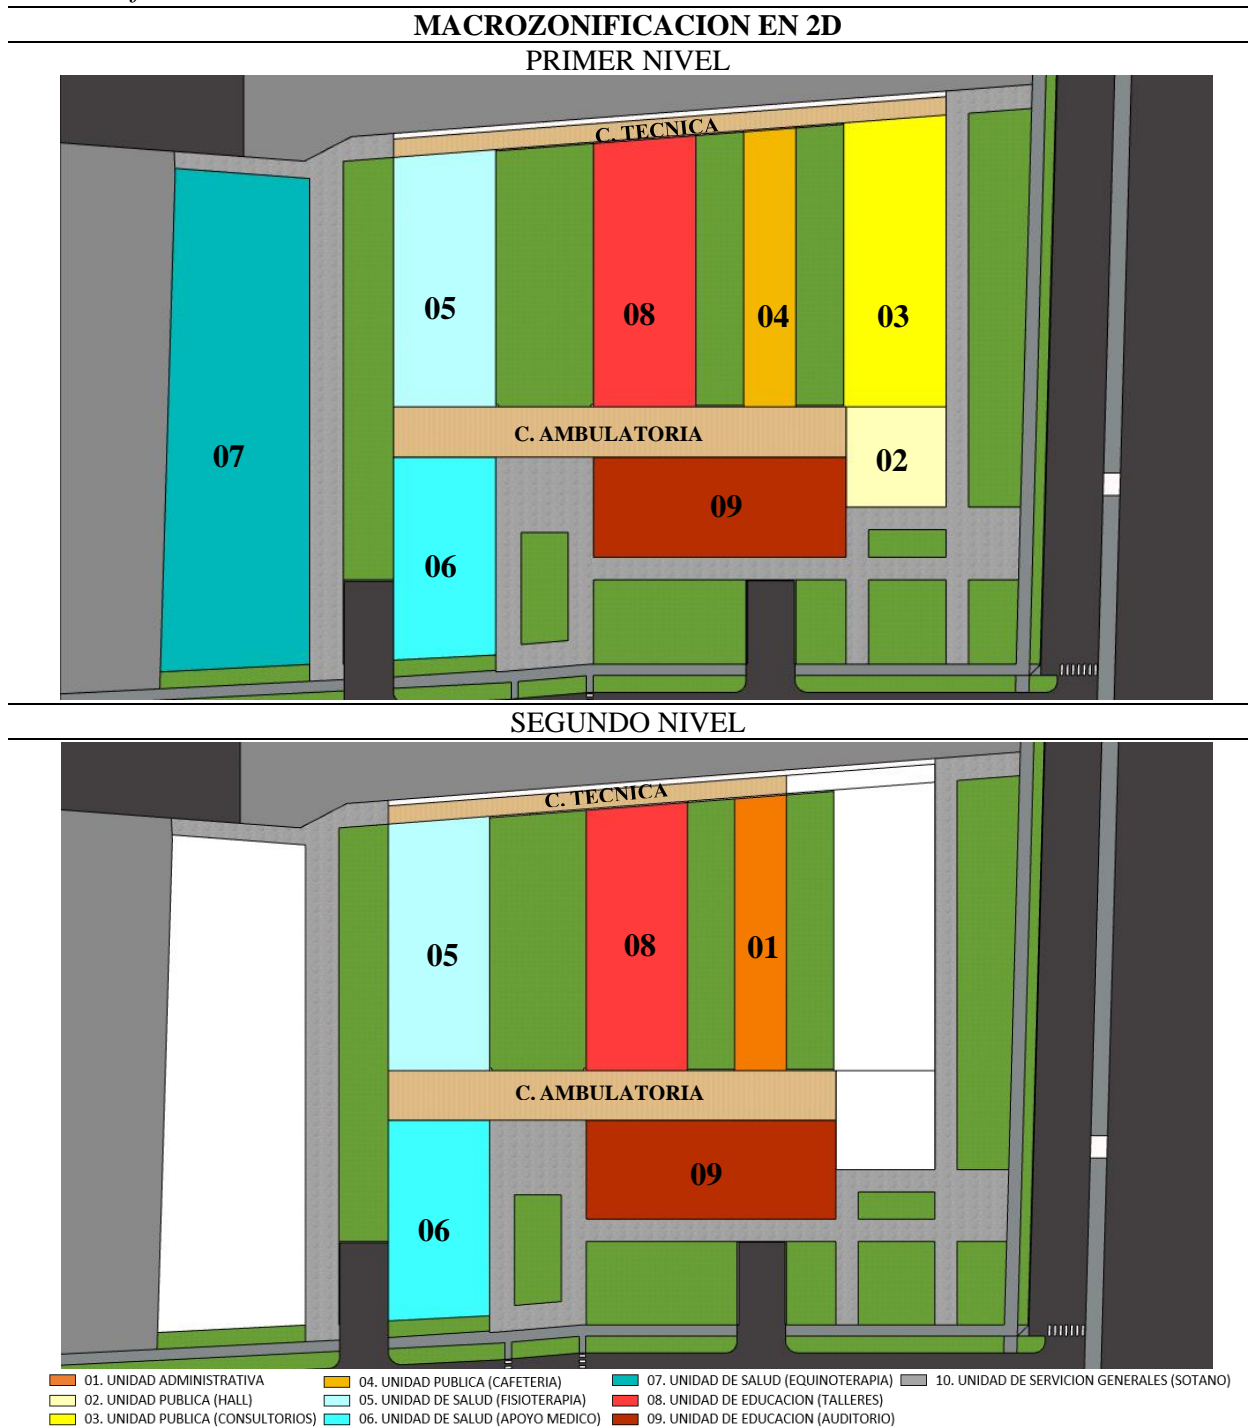 MACROZONIFICACION EN 2D
PRIMER NIVEL
C. TECNICA
05
08
04
03
C. AMBULATORIA
07
02
09
06
SEGUNDO NIVEL
C. TECNICA
05
08
01
C. AMBULATORIA
09
06
01. UNIDAD ADMINISTRATIVA
02. UNIDAD PUBLICA (HALL)
03. UNIDAD PUBLICA (CONSULTORIOS)
04. UNIDAD PUBLICA (CAFETERIA)
05. UNIDAD DE SALUD (FISIOTERAPIA)
06. UNIDAD DE SALUD (APOYO MEDICO)
07. UNIDAD DE SALUD (EQUINOTERAPIA)
08. UNIDAD DE EDUCACION (TALLERES)
09. UNIDAD DE EDUCACION (AUDITORIO)
10. UNIDAD DE SERVICION GENERALES (SOTANO)